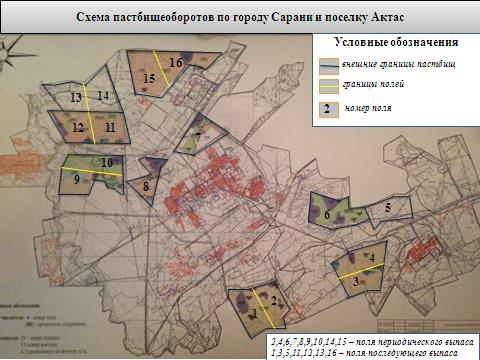 Схема пастбищеоборотов по городу Сарани и поселку Актас
Условные обозначения
внешние границы пастбищ
границы полей
2 номер поля
16
15
13 14
12 11
7
10
9
8
6
5
4
3
2
1
2,4,6,7,8,9,10,14,15 – поля периодического выпаса
1,3,5,11,12,13,16 – поля последующего выпаса